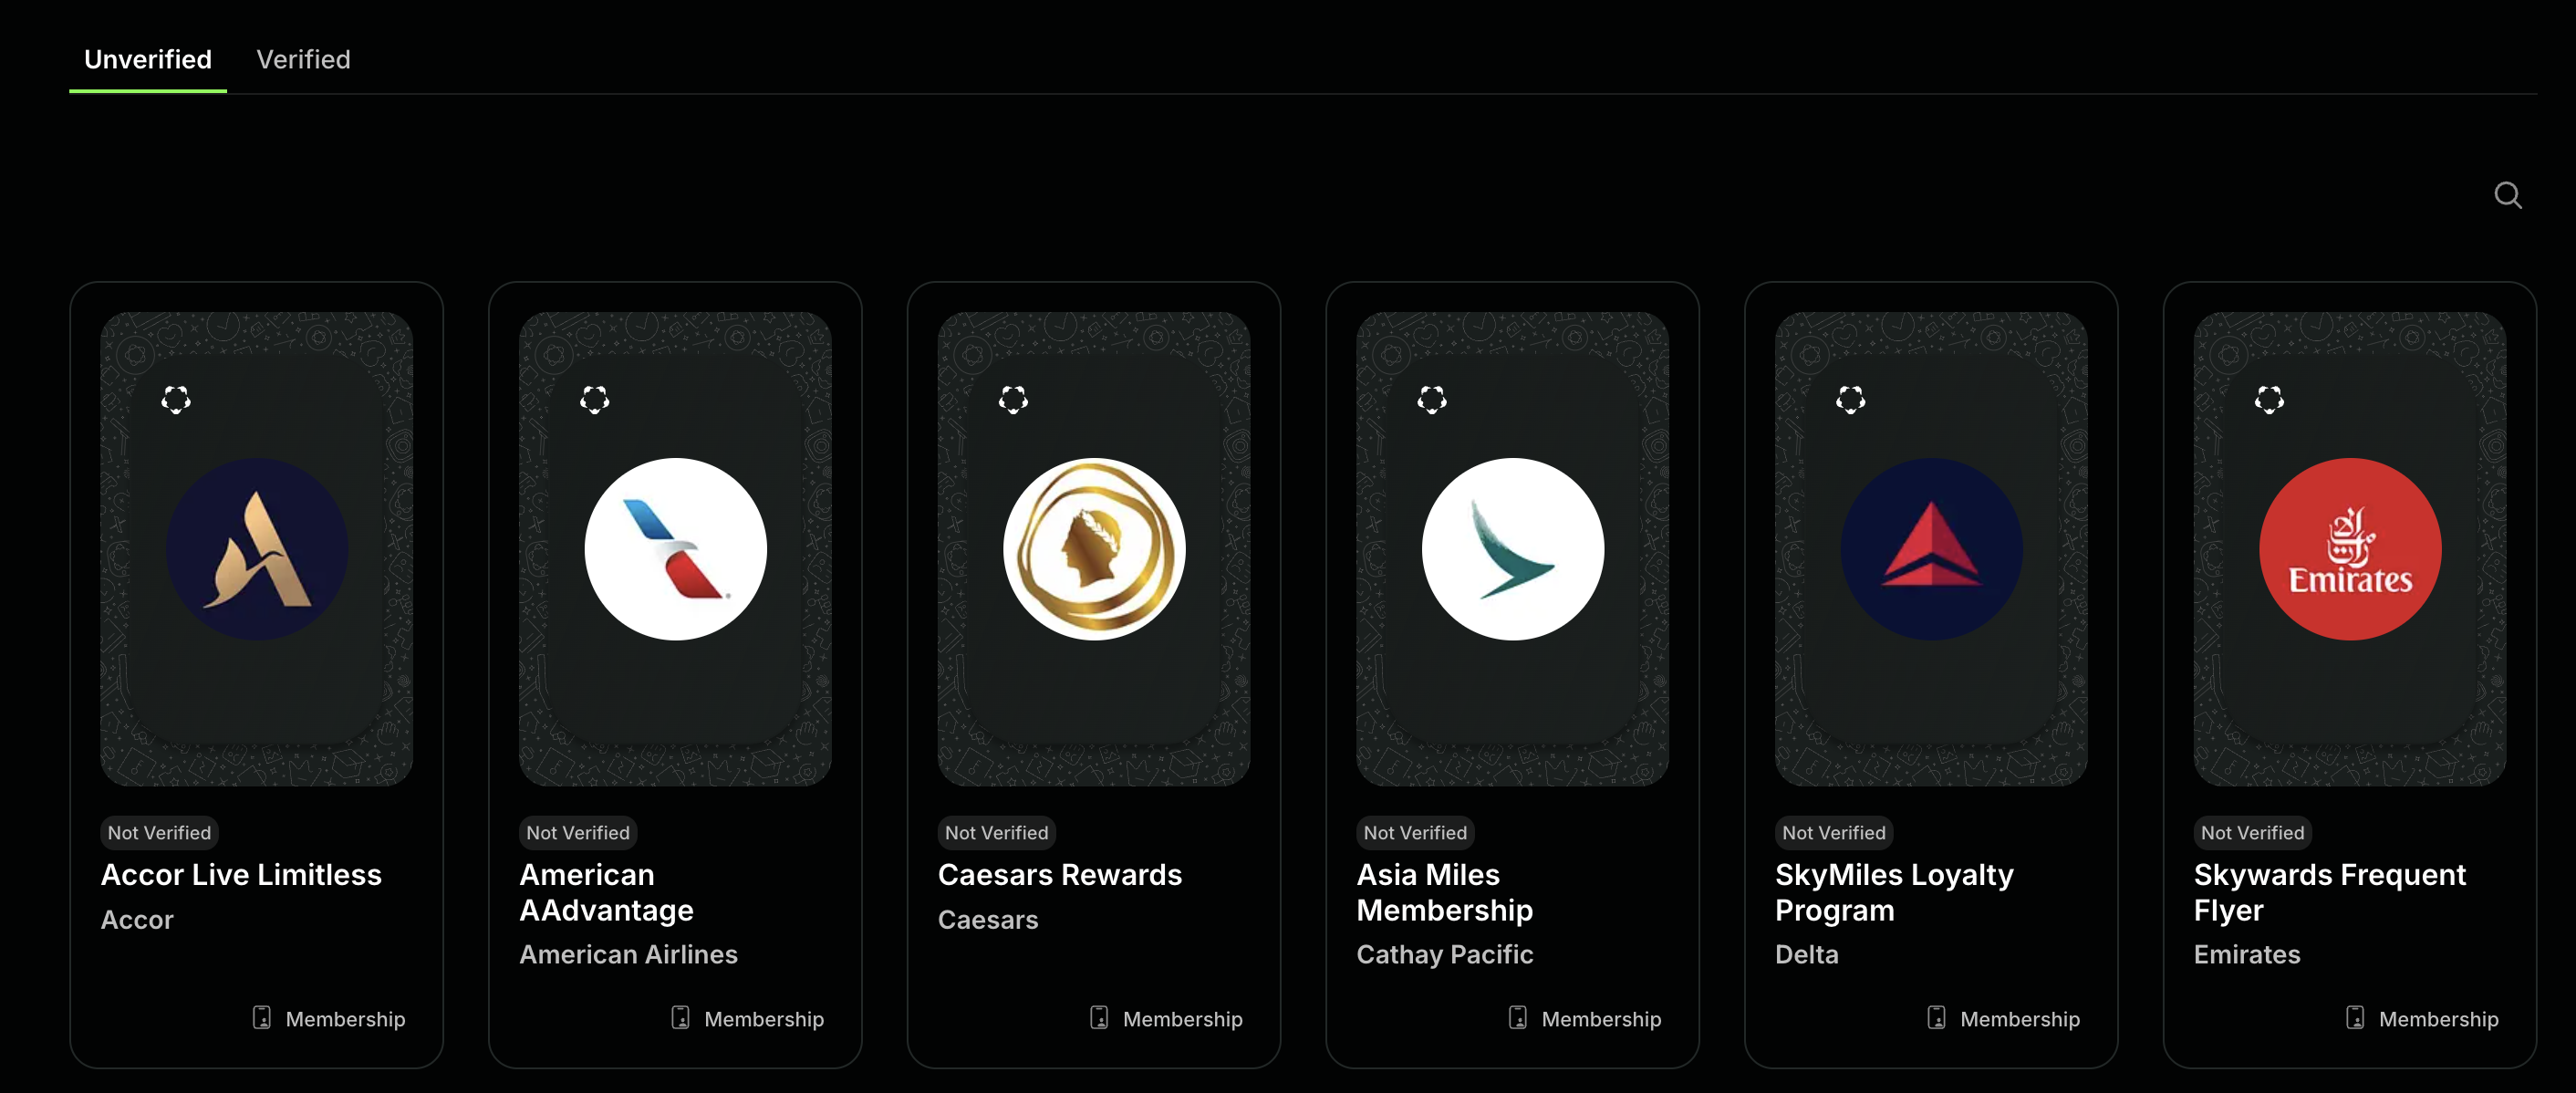 Unverified
Verified
Emirates
Not Verified
Accor Live Limitless
Accor
Membership
Not Verified
American
AAdvantage
American Airlines
Membership
Not Verified
Caesars Rewards
Caesars
Membership
Not Verified
Asia Miles
Membership
Cathay Pacific
Membership
Not Verified
SkyMiles Loyalty
Program
Delta
Membership
Not Verified
Skywards Frequent
Flyer
Emirates
Membership